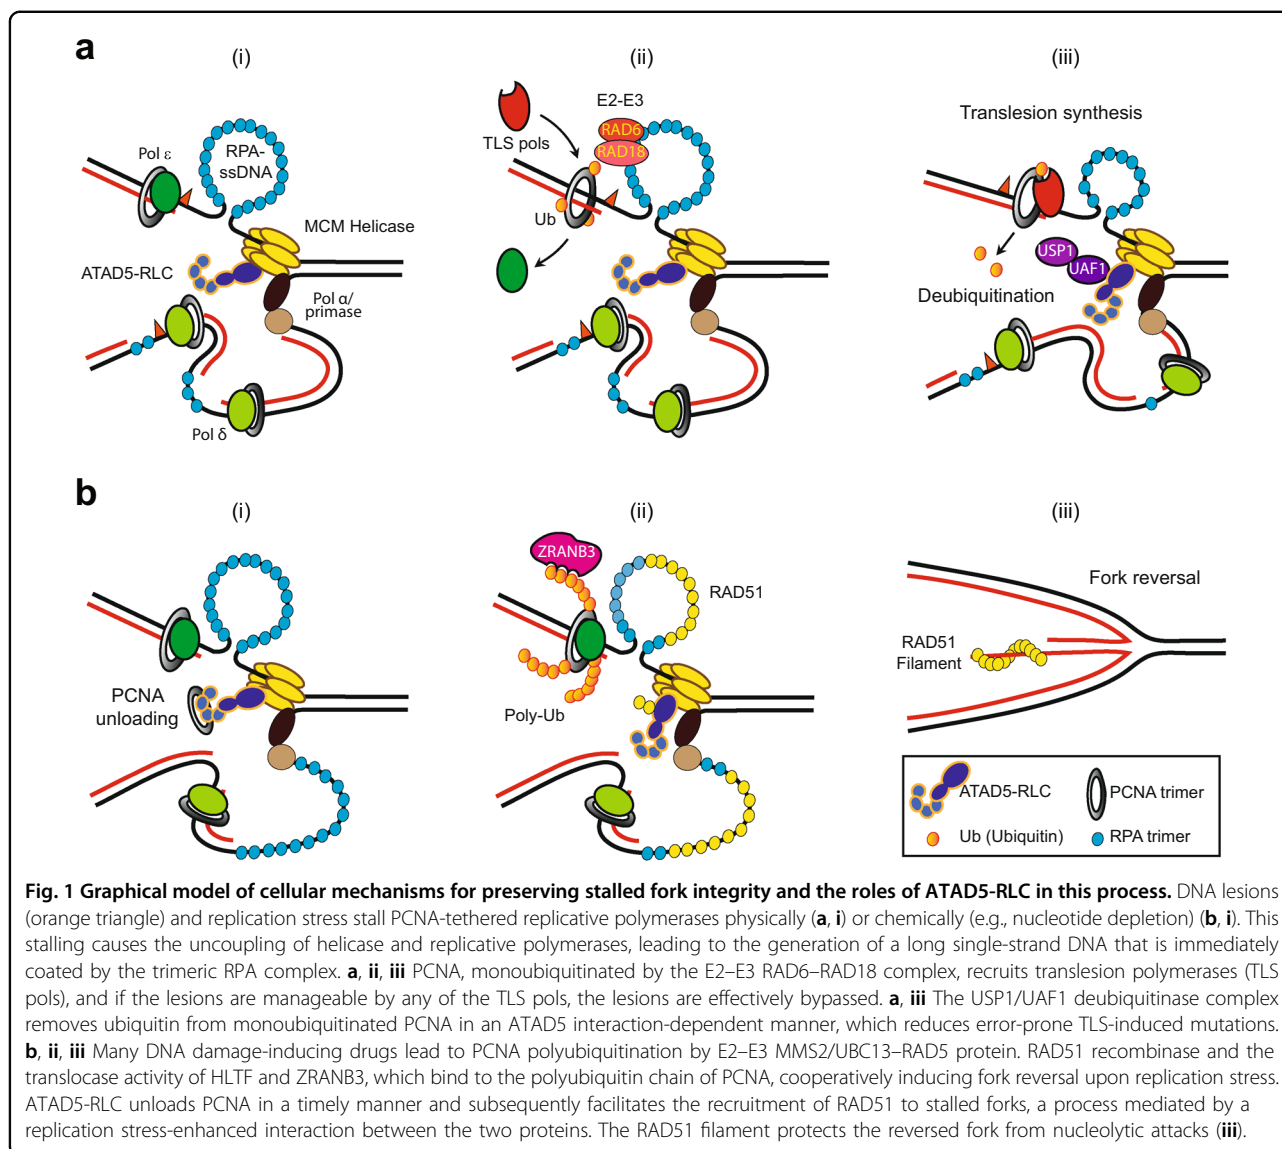 a
(i)
(ii)
(iii)
Pol ε
RPA-
ssDNA
MCM Helicase
ATAD5-RLC
Pol α/
primase
Pol δ
TLS pols
E2-E3
RAD6
RAD18
Ub
Translesion synthesis
USP1
UAF1
Deubiquitination
b
(i)
(ii)
(iii)
PCNA
unloading
ZRANB3
RAD51
Poly-Ub
Fork reversal
RAD51
Filament
ATAD5-RLC
PCNA trimer
Ub (Ubiquitin)
RPA trimer
Fig. 1 Graphical model of cellular mechanisms for preserving stalled fork integrity and the roles of ATAD5-RLC in this process. DNA lesions
(orange triangle) and replication stress stall PCNA-tethered replicative polymerases physically (a, i) or chemically (e.g., nucleotide depletion) (b, i). This
stalling causes the uncoupling of helicase and replicative polymerases, leading to the generation of a long single-strand DNA that is immediately
coated by the trimeric RPA complex. a, ii, iii PCNA, monoubiquitinated by the E2–E3 RAD6–RAD18 complex, recruits translesion polymerases (TLS
pols), and if the lesions are manageable by any of the TLS pols, the lesions are effectively bypassed. a, iii The USP1/UAF1 deubiquitinase complex
removes ubiquitin from monoubiquitinated PCNA in an ATAD5 interaction-dependent manner, which reduces error-prone TLS-induced mutations.
b, ii, iii Many DNA damage-inducing drugs lead to PCNA polyubiquitination by E2–E3 MMS2/UBC13–RAD5 protein. RAD51 recombinase and the
translocase activity of HLTF and ZRANB3, which bind to the polyubiquitin chain of PCNA, cooperatively inducing fork reversal upon replication stress.
ATAD5-RLC unloads PCNA in a timely manner and subsequently facilitates the recruitment of RAD51 to stalled forks, a process mediated by a
replication stress-enhanced interaction between the two proteins. The RAD51 filament protects the reversed fork from nucleolytic attacks (iii).